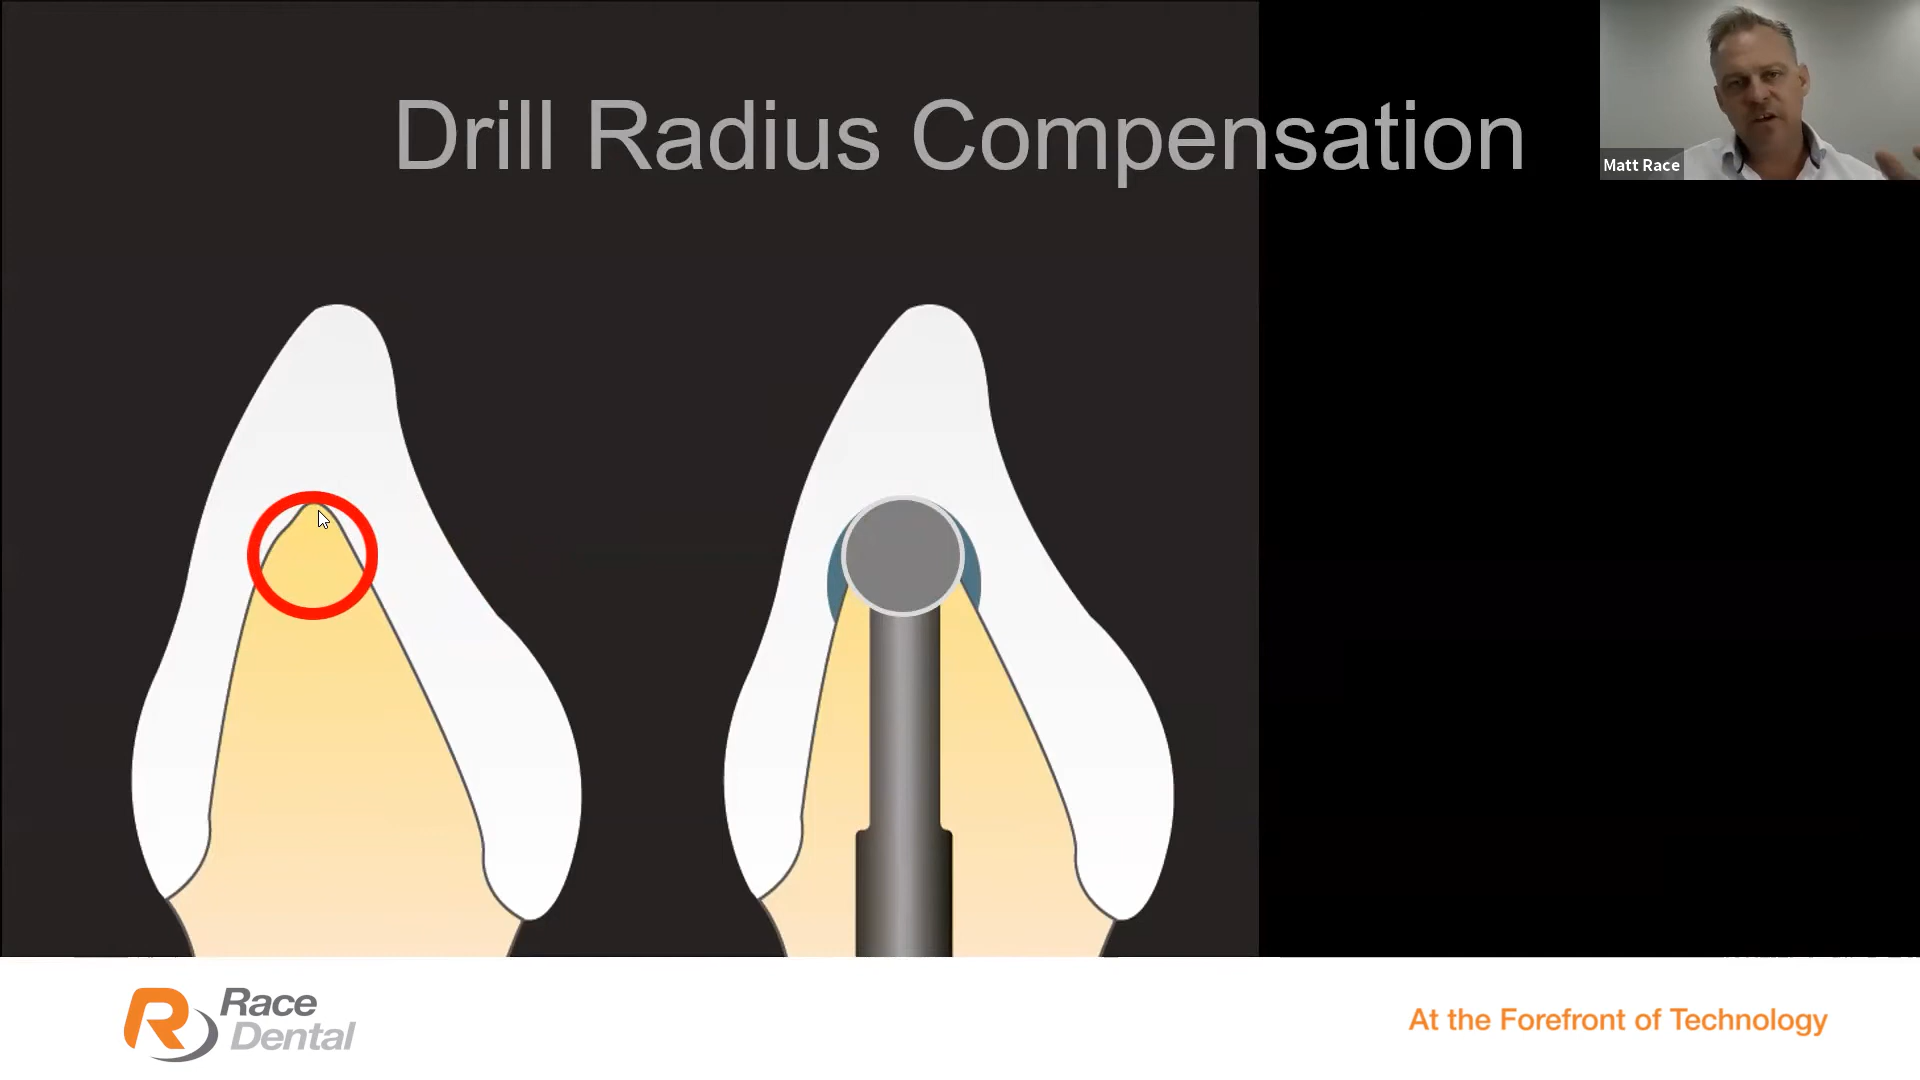 Drill Radius Compensation
Matt Race
Race
Dental
At the Forefront of Technology